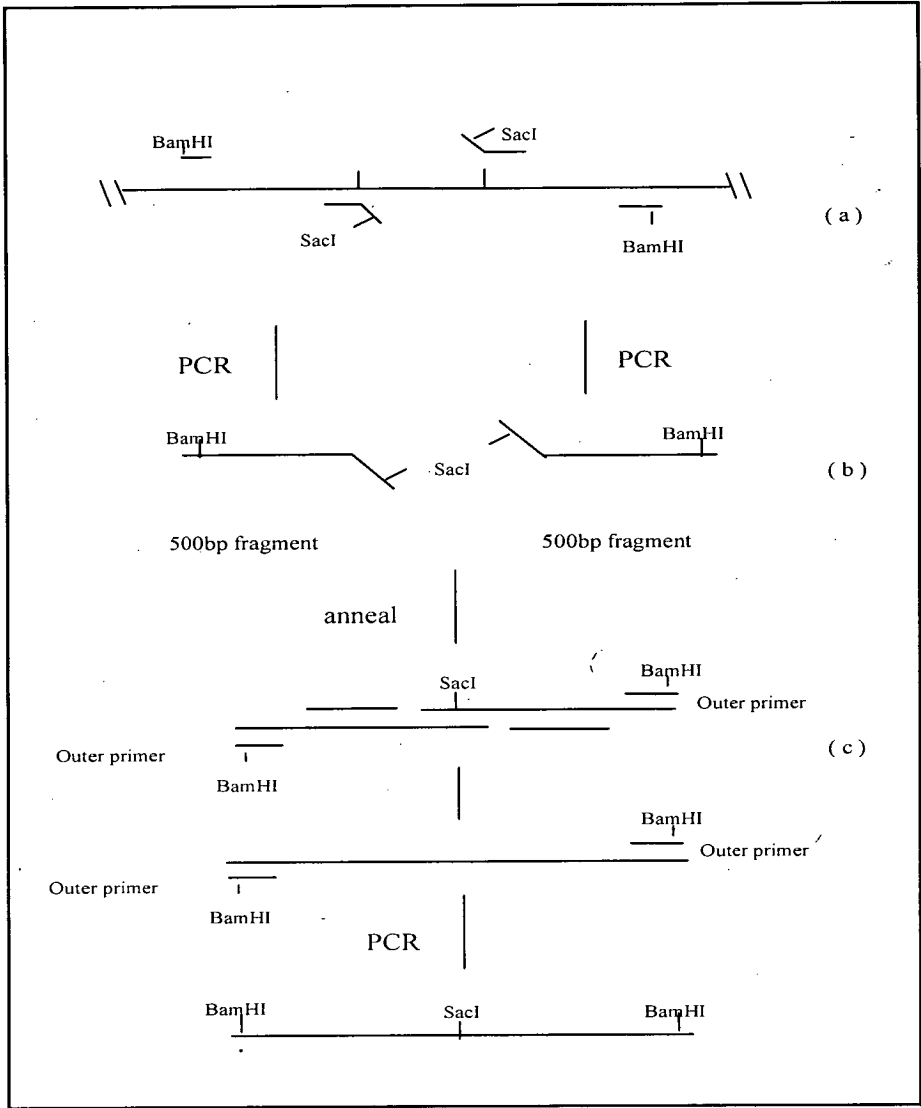 BamHI
SacI
SacI
BamHI
( a )
PCR
PCR
BamHI
SacI
BamHI
( b )
500bp fragment
500bp fragment
anneal
SacI
BamHI
Outer primer
Outer primer
BamHI
( c )
BamHI
Outer primer
Outer primer
BamHI
PCR
BamHI
SacI
BamHI